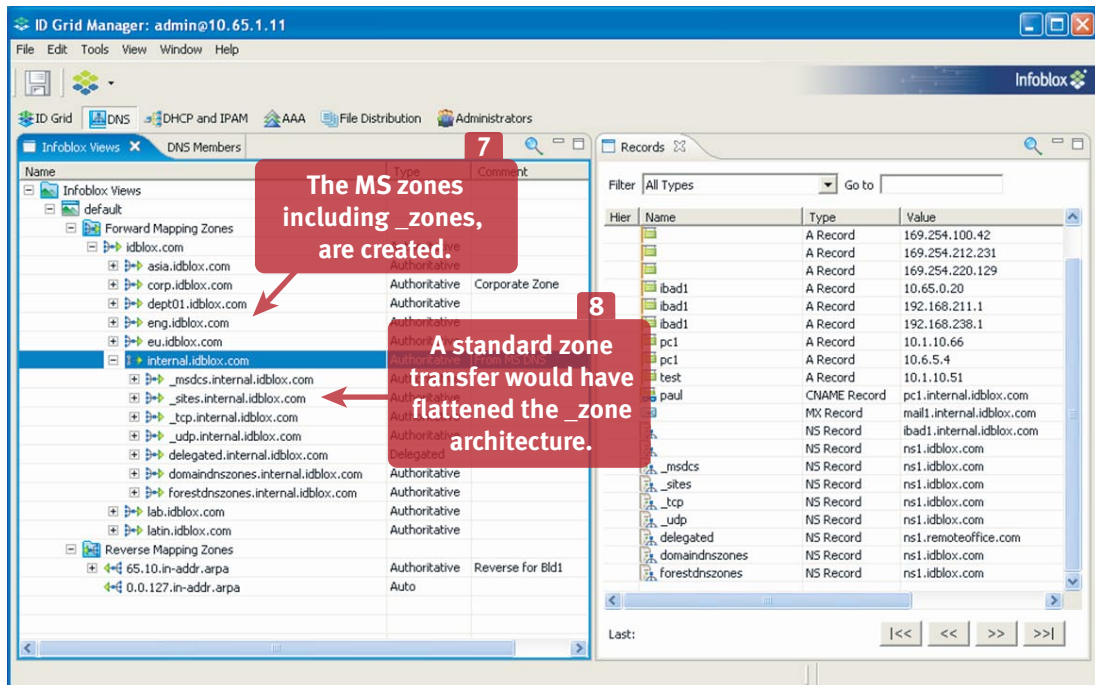 ID Grid Manager: admin@10.65.1.11
File Edit Tools View Window Help
Infoblox
ID Grid DNS DHCP and IPAM AAA File Distribution Administrators
Infoblox Views DNS Members
Name Type Comment
Infoblox Views
default
Forward Mapping Zones
idblox.com
asia.idblox.com Authoritative
corp.idblox.com Authoritative Corporate Zone
dept01.idblox.com Authoritative
eng.idblox.com Authoritative
eu.idblox.com
internal.idblox.com Authoritative From MS DNS
_msdcs.internal.idblox.com
_sites.internal.idblox.com
_tcp.internal.idblox.com
_udp.internal.idblox.com Authoritative
delegated.internal.idblox.com Delegated
domaindnszones.internal.idblox.com Authoritative
forestdnszones.internal.idblox.com Authoritative
lab.idblox.com Authoritative
latin.idblox.com Authoritative
Reverse Mapping Zones
65.10.in-addr.arpa Authoritative Reverse for Bld1
0.0.127.in-addr.arpa Auto
7
The MS zones
including _zones,
are created.
8
A standard zone
transfer would have
flattened the _zone
architecture.
Records
Filter All Types Go to
Hier Name Type Value
A Record 169.254.100.42
A Record 169.254.212.231
A Record 169.254.220.129
ibad1 A Record 10.65.0.20
ibad1 A Record 192.168.211.1
ibad1 A Record 192.168.238.1
pc1 A Record 10.1.10.66
pc1 A Record 10.6.5.4
test A Record 10.1.10.51
paul CNAME Record pc1.internal.idblox.com
MX Record mail1.internal.idblox.com
NS Record ibad1.internal.idblox.com
NS Record ns1.idblox.com
_msdcs NS Record ns1.idblox.com
_sites NS Record ns1.idblox.com
_tcp NS Record ns1.idblox.com
_udp NS Record ns1.idblox.com
delegated NS Record ns1.remoteoffice.com
domaindnszones NS Record ns1.idblox.com
forestdnszones NS Record ns1.idblox.com
Last: |<< << >> >>|